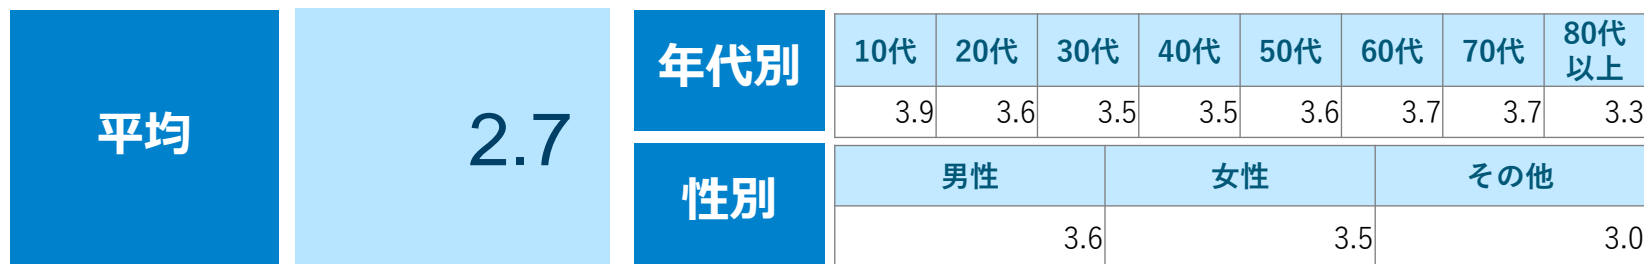 平均
2.7
年代別
10代 20代 30代 40代 50代 60代 70代 80代以上
3.9 3.6 3.5 3.5 3.6 3.7 3.7 3.3
性別
男性 女性 その他
3.6 3.5 3.0